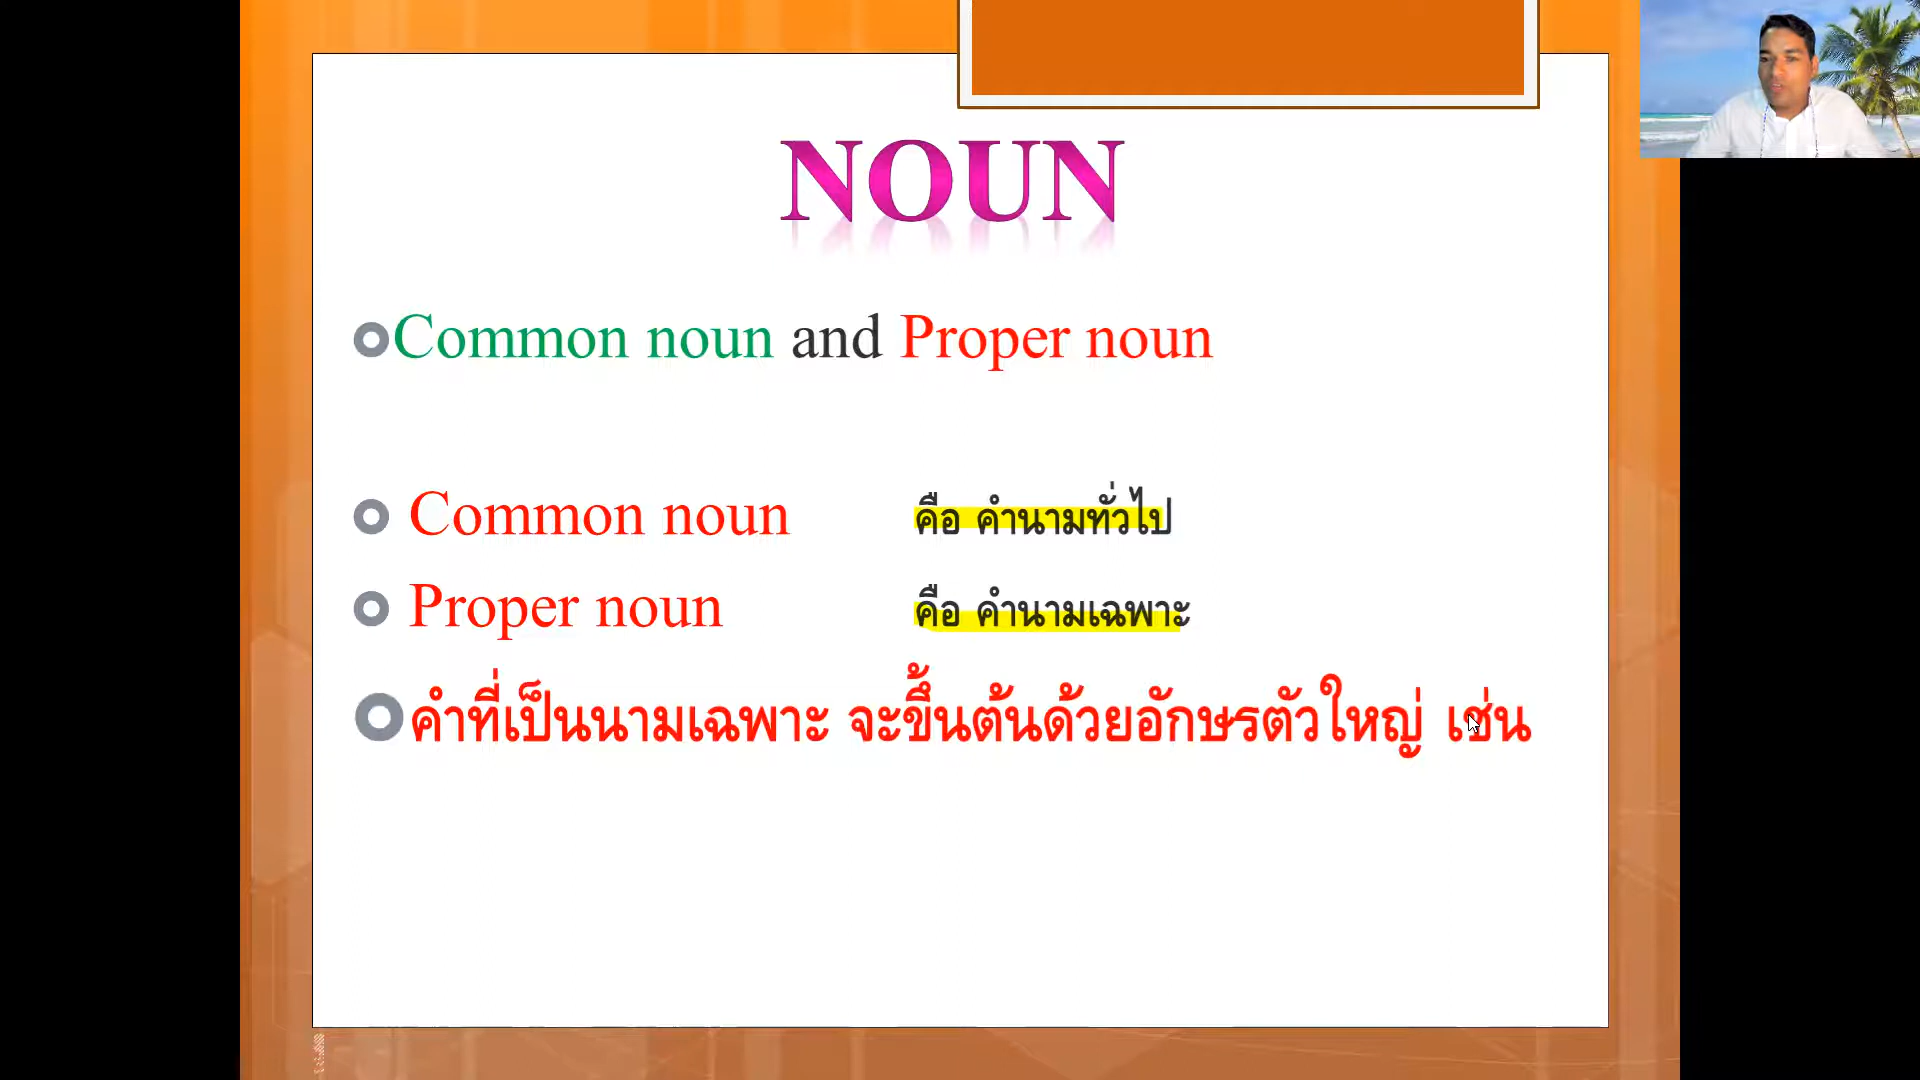 NOUN
Common noun and Proper noun
Common noun คือ คำนามทั่วไป
Proper noun คือ คำนามเฉพาะ
คำที่เป็นนามเฉพาะ จะขึ้นต้นด้วยอักษรตัวใหญ่ เช่น